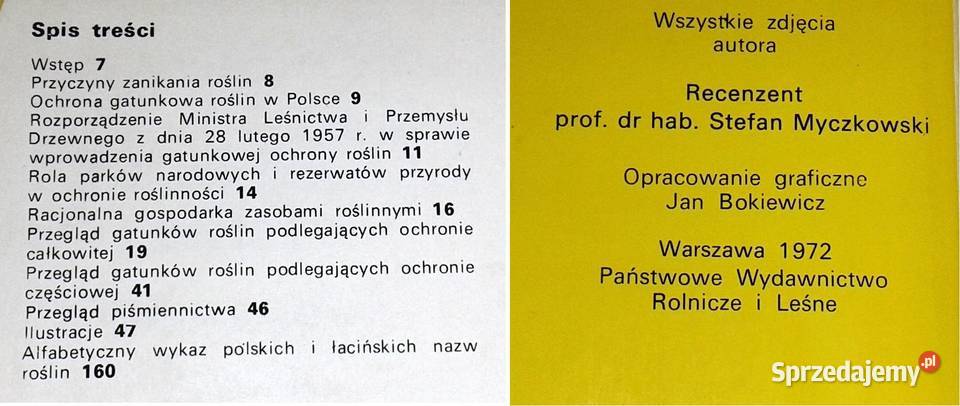 Spis treści
Wstęp 7
Przyczyny zanikania roślin 8
Ochrona gatunkowa roślin w Polsce 9
Rozporządzenie Ministra Leśnictwa i Przemysłu
Drzewnego z dnia 28 lutego 1957 r. w sprawie
wprowadzenia gatunkowej ochrony roślin 11
Rola parków narodowych i rezerwatów przyrody
w ochronie roślinności 14
Racjonalna gospodarka zasobami roślinnymi 16
Przegląd gatunków roślin podlegających ochronie
całkowitej 19
Przegląd gatunków roślin podlegających ochronie
częściowej 41
Przegląd piśmiennictwa 46
Ilustracje 47
Alfabetyczny wykaz polskich i łacińskich nazw
roślin 160
Wszystkie zdjęcia
autora
Recenzent
prof. dr hab. Stefan Myczkowski
Opracowanie graficzne
Jan Bokiewicz
Warszawa 1972
Państwowe Wydawnictwo
Rolnicze i Leśne
Sprzedajemy.pl